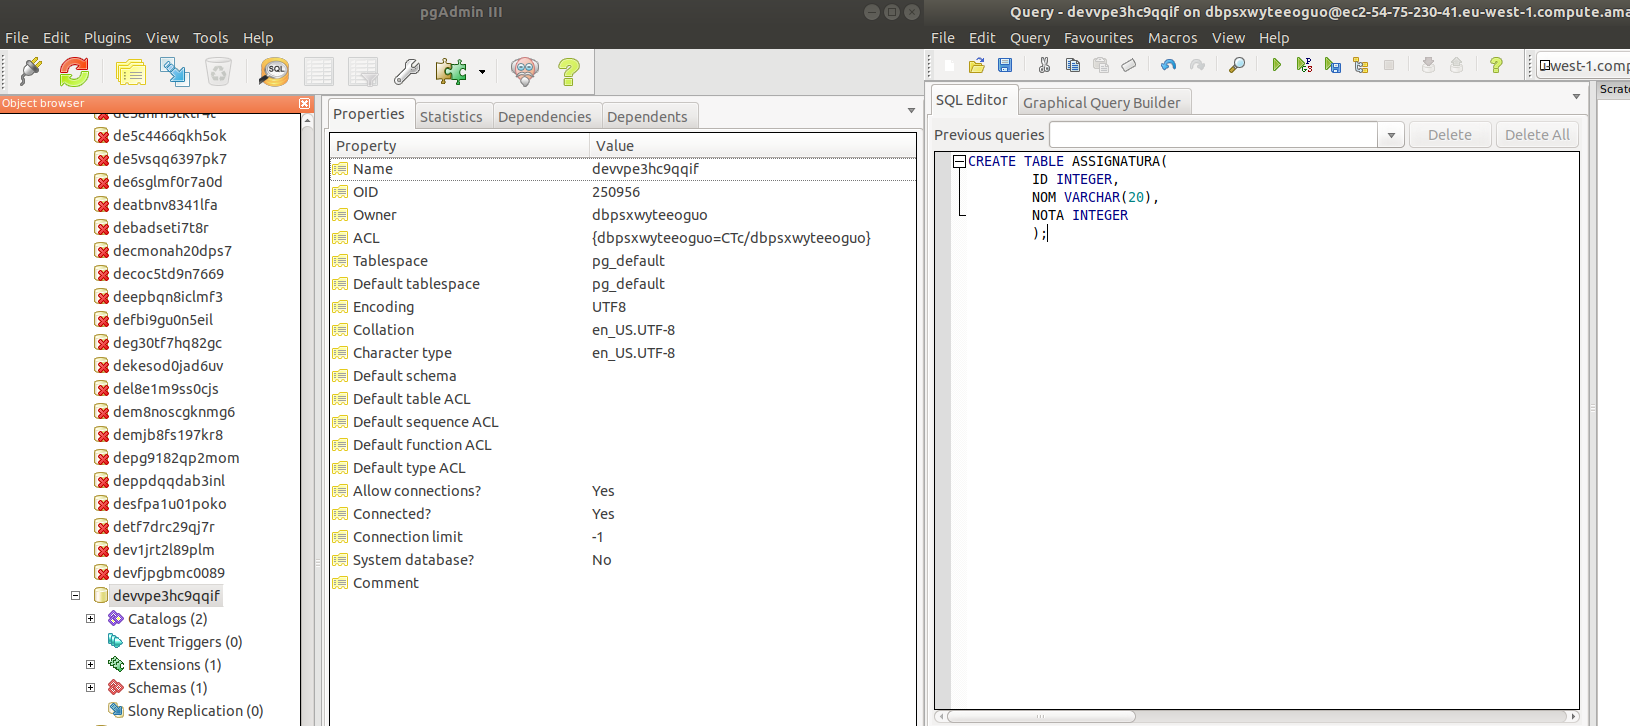 pgAdmin III
File Edit Plugins View Tools Help
SQL
Object browser
de5c4466qkh5ok
de5vsqq6397pk7
de6sglmf0r7a0d
deatbnv8341lfa
debadseti7t8r
decmonah20dps7
decoc5td9n7669
deepbqn8iclmf3
defbi9gu0n5eil
deg30tf7hq82gc
dekesod0jad6uv
del8e1m9ss0cjs
dem8noscgknmg6
demjb8fs197kr8
depg9182qp2mom
deppdqqdab3inl
desfpa1u01poko
detf7drc29qj7r
dev1jrt2l89plm
devfjpgbmc0089
devvpe3hc9qqif
Catalogs (2)
Event Triggers (0)
Extensions (1)
Schemas (1)
Slony Replication (0)
Properties Statistics Dependencies Dependents
Property Value
Name devvpe3hc9qqif
OID 250956
Owner dbpsxwyteeoguo
ACL {dbpsxwyteeoguo=CTc/dbpsxwyteeoguo}
Tablespace pg_default
Default tablespace pg_default
Encoding UTF8
Collation en_US.UTF-8
Character type en_US.UTF-8
Default schema
Default table ACL
Default sequence ACL
Default function ACL
Default type ACL
Allow connections? Yes
Connected? Yes
Connection limit -1
System database? No
Comment
Query - devvpe3hc9qqif on dbpsxwyteeoguo@ec2-54-75-230-41.eu-west-1.compute.ama
File Edit Query Favourites Macros View Help
west-1.comp
SQL Editor Graphical Query Builder
Scrat
Previous queries Delete Delete All
CREATE TABLE ASSIGNATURA(
ID INTEGER,
NOM VARCHAR(20),
NOTA INTEGER
);